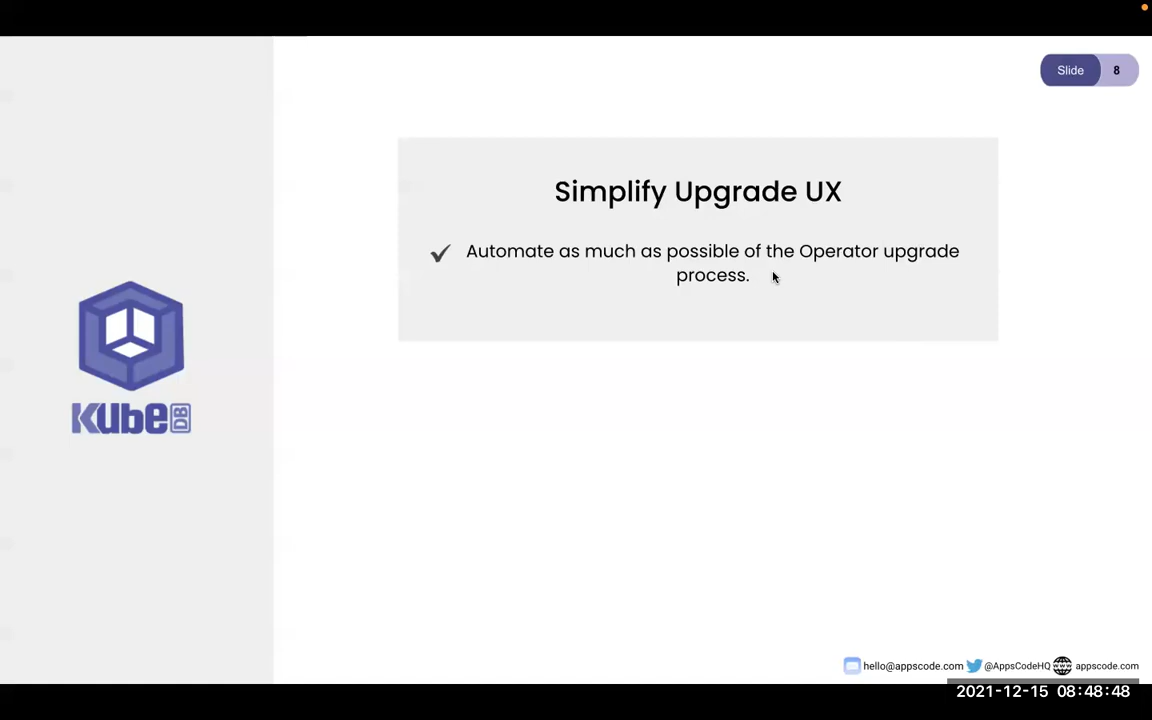 Slide 8
Simplify Upgrade UX
✓ Automate as much as possible of the Operator upgrade
process.
KubeDB
hello@appscode.com @AppsCodeHQ appscode.com
2021-12-15 08:48:48